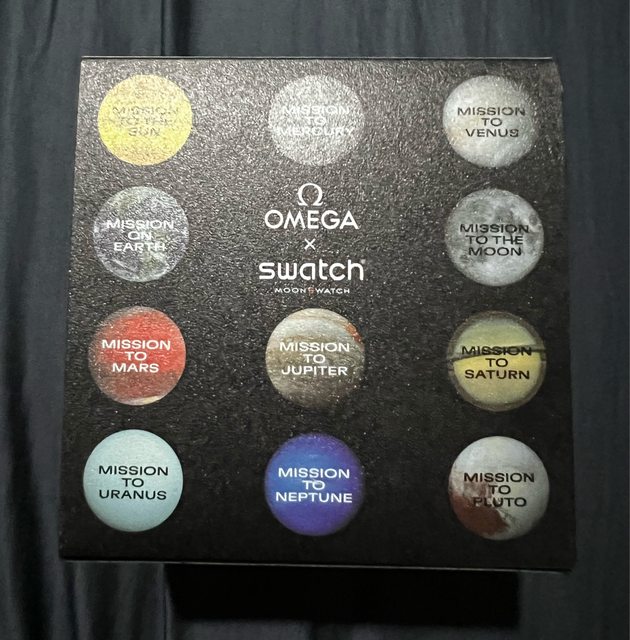 MISSION
TO THE
SUN
MISSION
TO
MERCURY
MISSION
TO
VENUS
MISSION
ON
EARTH
Ω
OMEGA
×
swatch®
MOONSWATCH
MISSION
TO THE
MOON
MISSION
TO
MARS
MISSION
TO
JUPITER
MISSION
TO
SATURN
MISSION
TO
URANUS
MISSION
TO
NEPTUNE
MISSION
TO
PLUTO